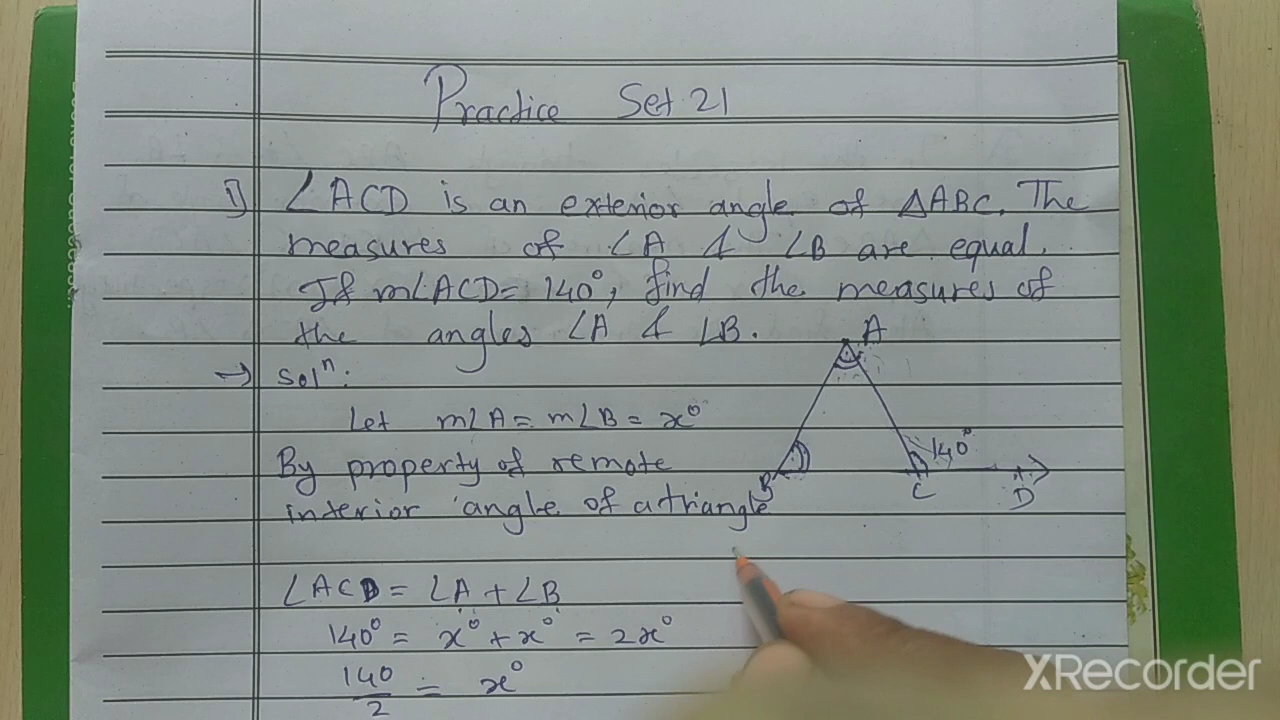 Practice Set 21
1) ∠ACD is an exterior angle of △ABC. The
measures of ∠A & ∠B are equal.
If m∠ACD = 140°, find the measures of
the angles ∠A & ∠B.
→ Solⁿ:
Let m∠A = m∠B = x°
By property of remote
interior angle of a triangle
∠ACD = ∠A + ∠B
140° = x° + x° = 2x°
140/2 = x°
A
B
C
D
140°
XRecorder